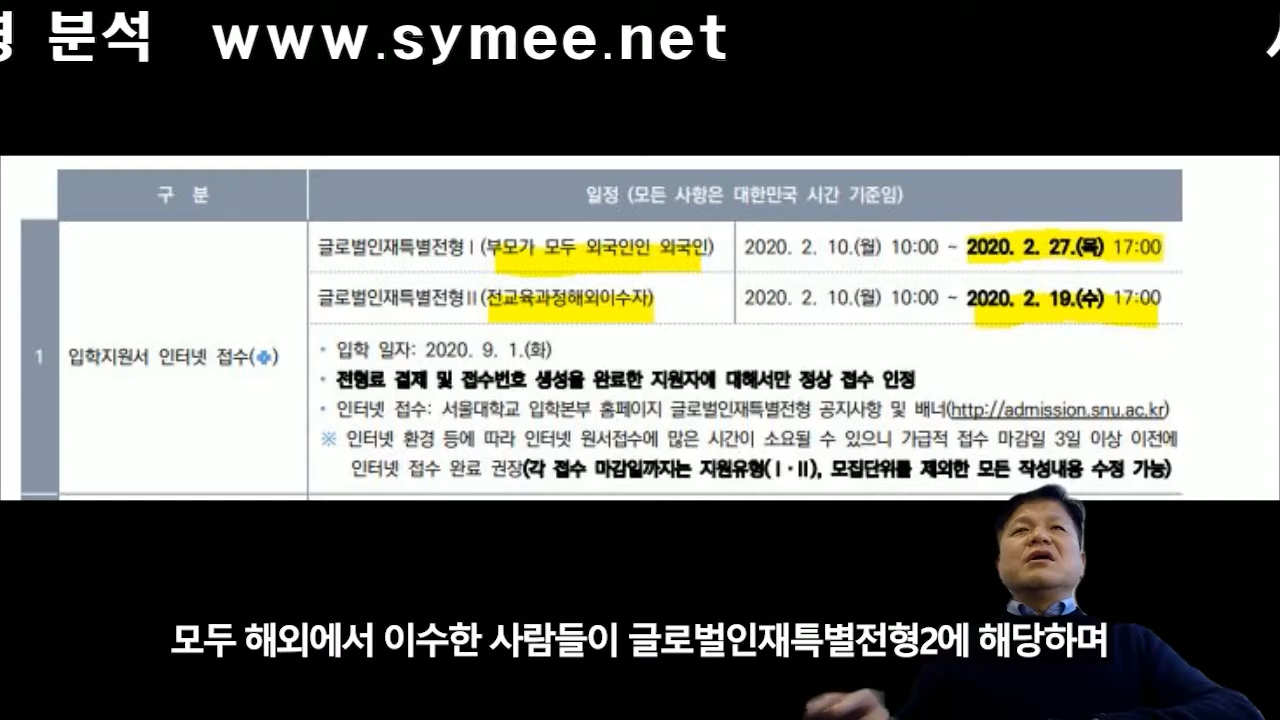 분석 www.symee.net
구 분 일정 (모든 사항은 대한민국 시간 기준임)
글로벌인재특별전형Ⅰ(부모가 모두 외국인인 외국인) 2020. 2. 10.(월) 10:00 ~ 2020. 2. 27.(목) 17:00
글로벌인재특별전형Ⅱ(전교육과정해외이수자) 2020. 2. 10.(월) 10:00 ~ 2020. 2. 19.(수) 17:00
1 입학지원서 인터넷 접수(✤)
• 입학 일자: 2020. 9. 1.(화)
• 전형료 결제 및 접수번호 생성을 완료한 지원자에 대해서만 정상 접수 인정
• 인터넷 접수: 서울대학교 입학본부 홈페이지 글로벌인재특별전형 공지사항 및 배너(http://admission.snu.ac.kr)
※ 인터넷 환경 등에 따라 인터넷 원서접수에 많은 시간이 소요될 수 있으니 가급적 접수 마감일 3일 이상 이전에
인터넷 접수 완료 권장(각 접수 마감일까지는 지원유형(Ⅰ·Ⅱ), 모집단위를 제외한 모든 작성내용 수정 가능)
모두 해외에서 이수한 사람들이 글로벌인재특별전형2에 해당하며